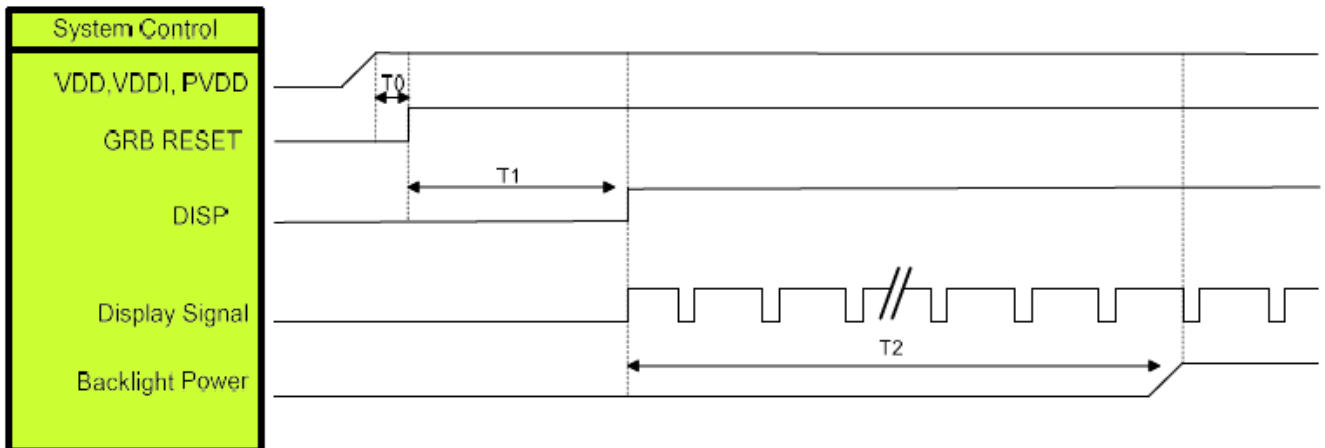 System Control
VDD,VDDI, PVDD
T0
GRB RESET
T1
DISP
Display Signal
T2
Backlight Power